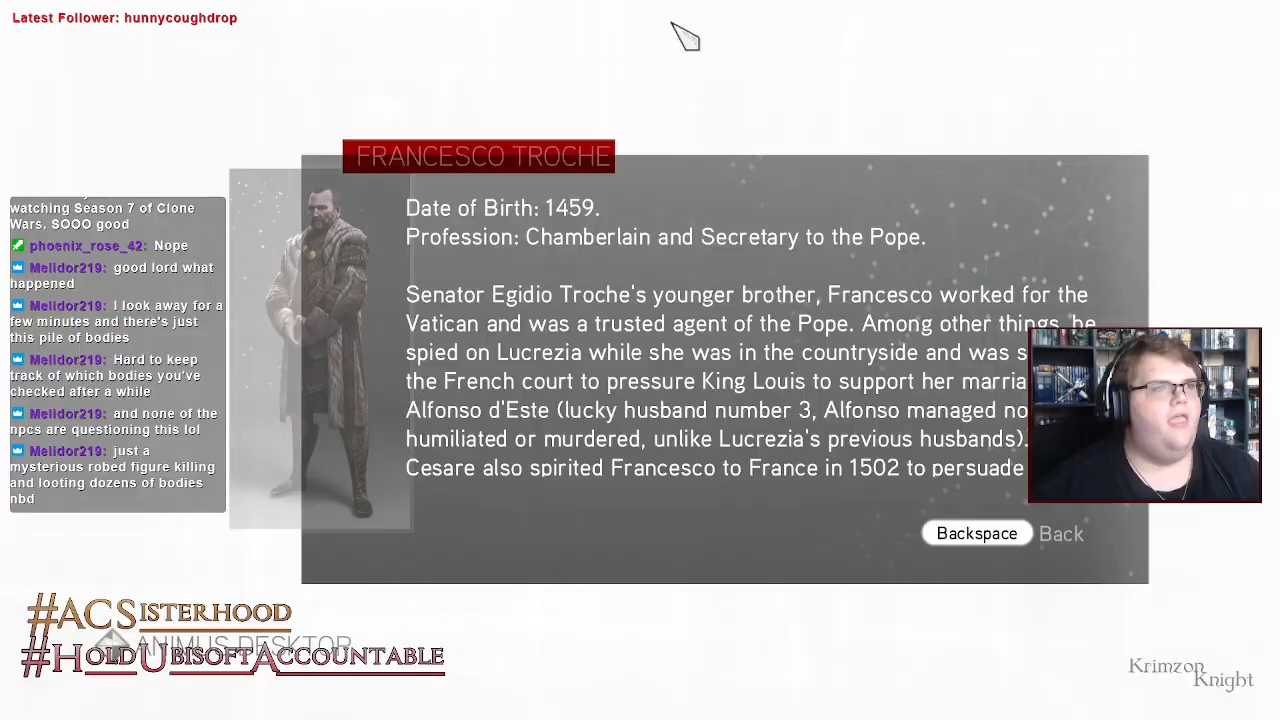 Latest Follower: hunnycoughdrop
FRANCESCO TROCHE
Date of Birth: 1459.
Profession: Chamberlain and Secretary to the Pope.
Senator Egidio Troche's younger brother, Francesco worked for the
Vatican and was a trusted agent of the Pope. Among other things, he
spied on Lucrezia while she was in the countryside and was
the French court to pressure King Louis to support her
Alfonso d'Este (lucky husband number 3, Alfonso managed
humiliated or murdered, unlike Lucrezia's previous husbands).
Cesare also spirited Francesco to France in 1502 to persuade
Backspace Back
watching Season 7 of Clone
Wars. SOOO good
phoenix_rose_42: Nope
Melidor219: good lord what
happened
Melidor219: I look away for a
few minutes and there's just
this pile of bodies
Melidor219: Hard to keep
track of which bodies you've
checked after a while
Melidor219: and none of the
npcs are questioning this lol
Melidor219: just a
mysterious robed figure killing
and looting dozens of bodies
nbd
#ACSISTERHOOD
ANIMUS DESKTOP
#HOLDUBISOFTACCOUNTABLE
Krimzon
Knight